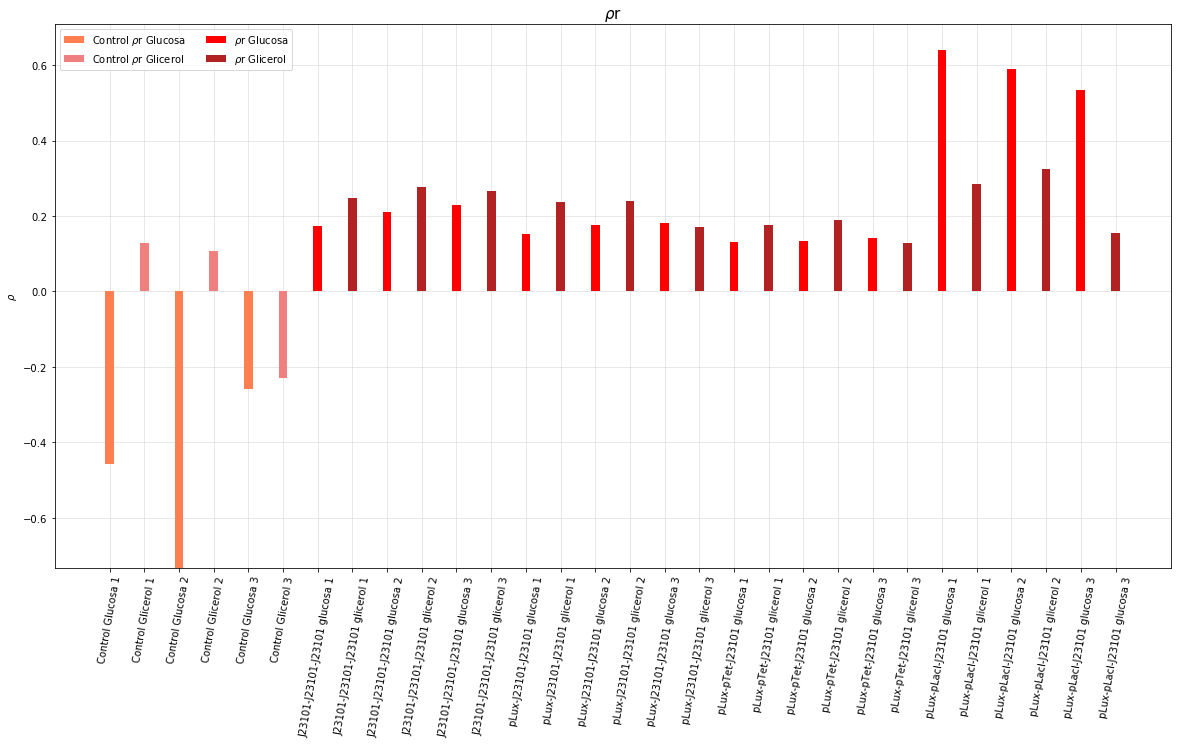 ρr
Control ρr Glucosa
Control ρr Glicerol
ρr Glucosa
ρr Glicerol
0.6
0.4
0.2
0.0
−0.2
−0.4
−0.6
ρ
Control Glucosa 1
Control Glicerol 1
Control Glucosa 2
Control Glicerol 2
Control Glucosa 3
Control Glicerol 3
J23101-J23101-J23101 glucosa 1
J23101-J23101-J23101 glicerol 1
J23101-J23101-J23101 glucosa 2
J23101-J23101-J23101 glicerol 2
J23101-J23101-J23101 glucosa 3
J23101-J23101-J23101 glicerol 3
pLux-J23101-J23101 glucosa 1
pLux-J23101-J23101 glicerol 1
pLux-J23101-J23101 glucosa 2
pLux-J23101-J23101 glicerol 2
pLux-J23101-J23101 glucosa 3
pLux-J23101-J23101 glicerol 3
pLux-pTet-J23101 glucosa 1
pLux-pTet-J23101 glicerol 1
pLux-pTet-J23101 glucosa 2
pLux-pTet-J23101 glicerol 2
pLux-pTet-J23101 glucosa 3
pLux-pTet-J23101 glicerol 3
pLux-pLacI-J23101 glucosa 1
pLux-pLacI-J23101 glicerol 1
pLux-pLacI-J23101 glucosa 2
pLux-pLacI-J23101 glicerol 2
pLux-pLacI-J23101 glucosa 3
pLux-pLacI-J23101 glucosa 3